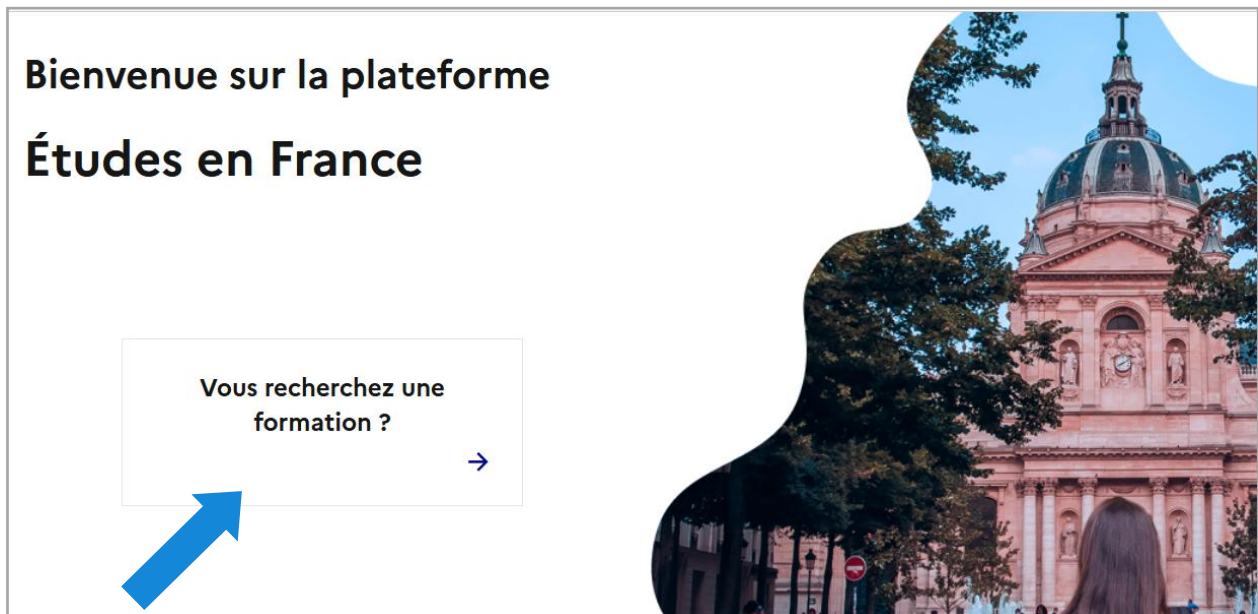 Bienvenue sur la plateforme
Études en France
Vous recherchez une
formation ?